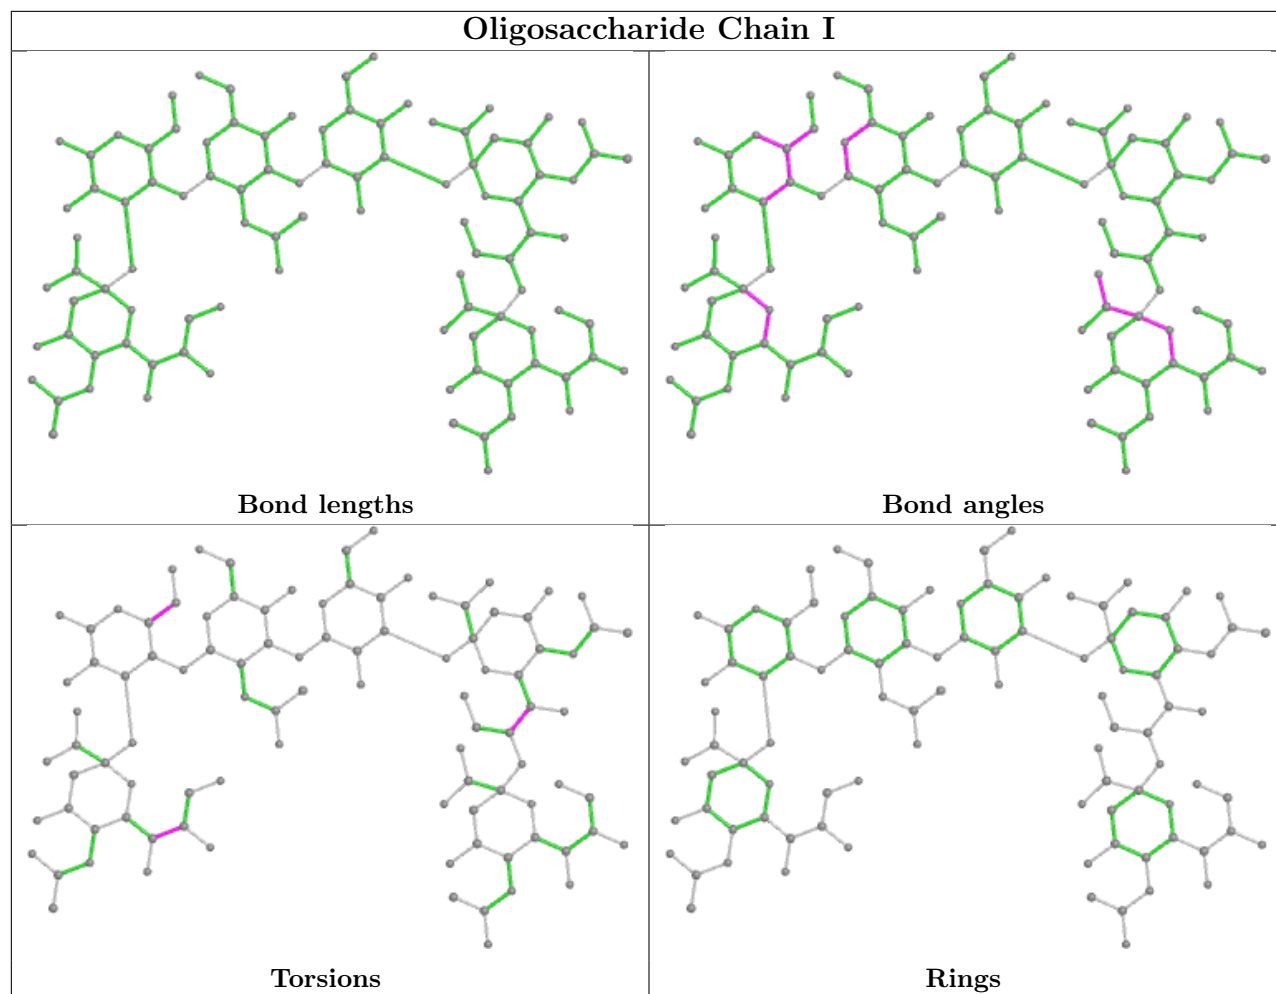 Oligosaccharide Chain I
Bond lengths
Bond angles
Torsions
Rings